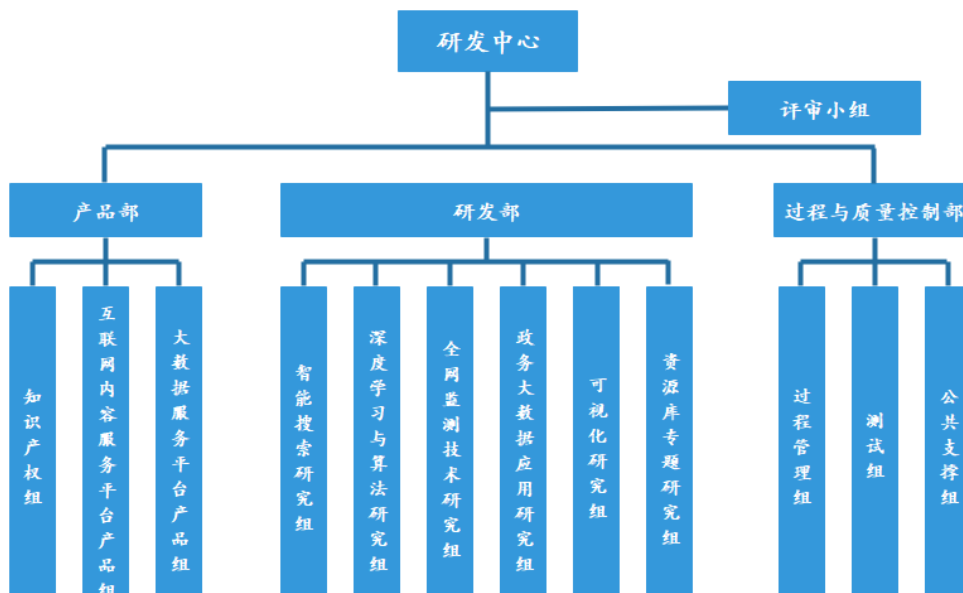 研发中心
评审小组
产品部
研发部
过程与质量控制部
知识产权组
互联网内容服务平台产品组
大数据服务平台产品组
智能搜索研究组
深度学习与算法研究组
全网监测技术研究组
政务大数据应用研究组
可视化研究组
资源库专题研究组
过程管理组
测试组
公共支撑组